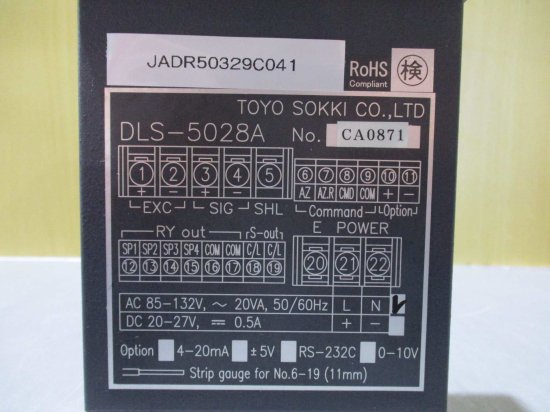 JADR50329C041
RoHS
Compliant
検
TOYO SOKKI CO.,LTD
DLS-5028A No. CA0871
1 2 3 4 5
+ - + -
EXC SIG SHL
6 7 8 9 10 11
AZ AZ.R CMD COM + -
Command Option
RY out S-out
SP1 SP2 SP3 SP4 COM COM C/L C/L
12 13 14 15 16 17 18 19
E POWER
20 21 22
AC 85-132V, ~ 20VA, 50/60Hz L N
DC 20-27V, ⎓ 0.5A + -
Option 4-20mA ±5V RS-232C 0-10V
Strip gauge for No.6-19 (11mm)